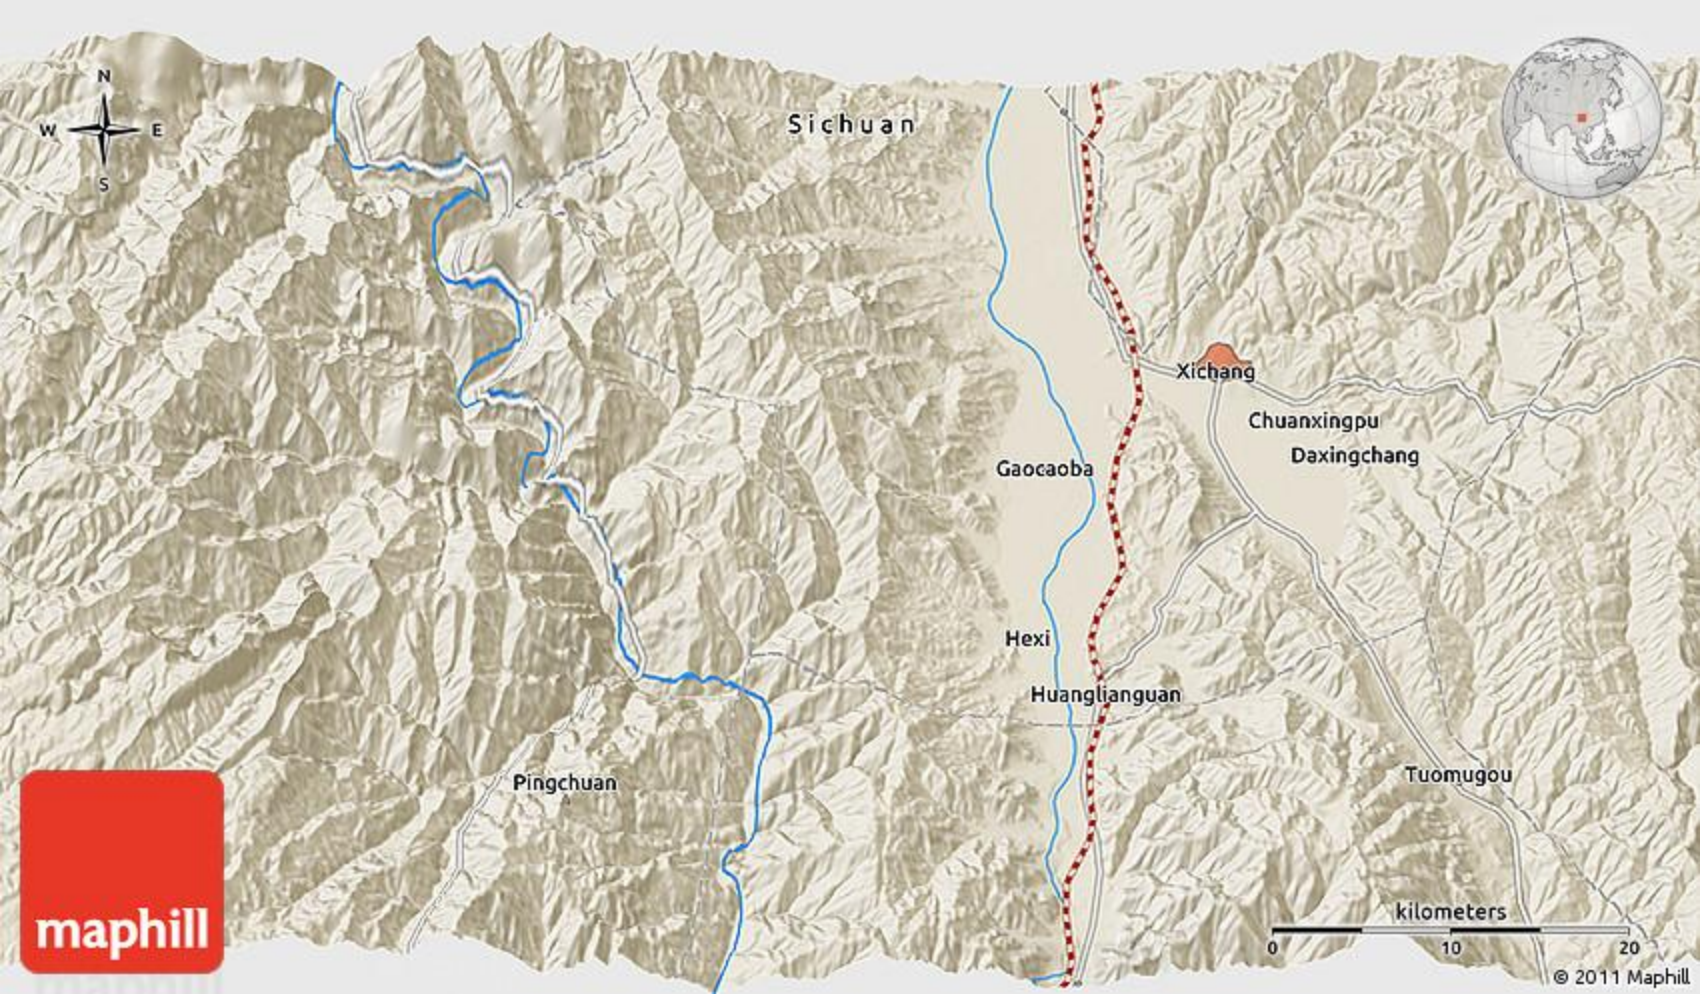 N
W E
S
Sichuan
Xichang
Chuanxingpu
Daxingchang
Gaocaoba
Hexi
Huanglianguan
Tuomugou
Pingchuan
maphill
kilometers
0 10 20
© 2011 Maphill